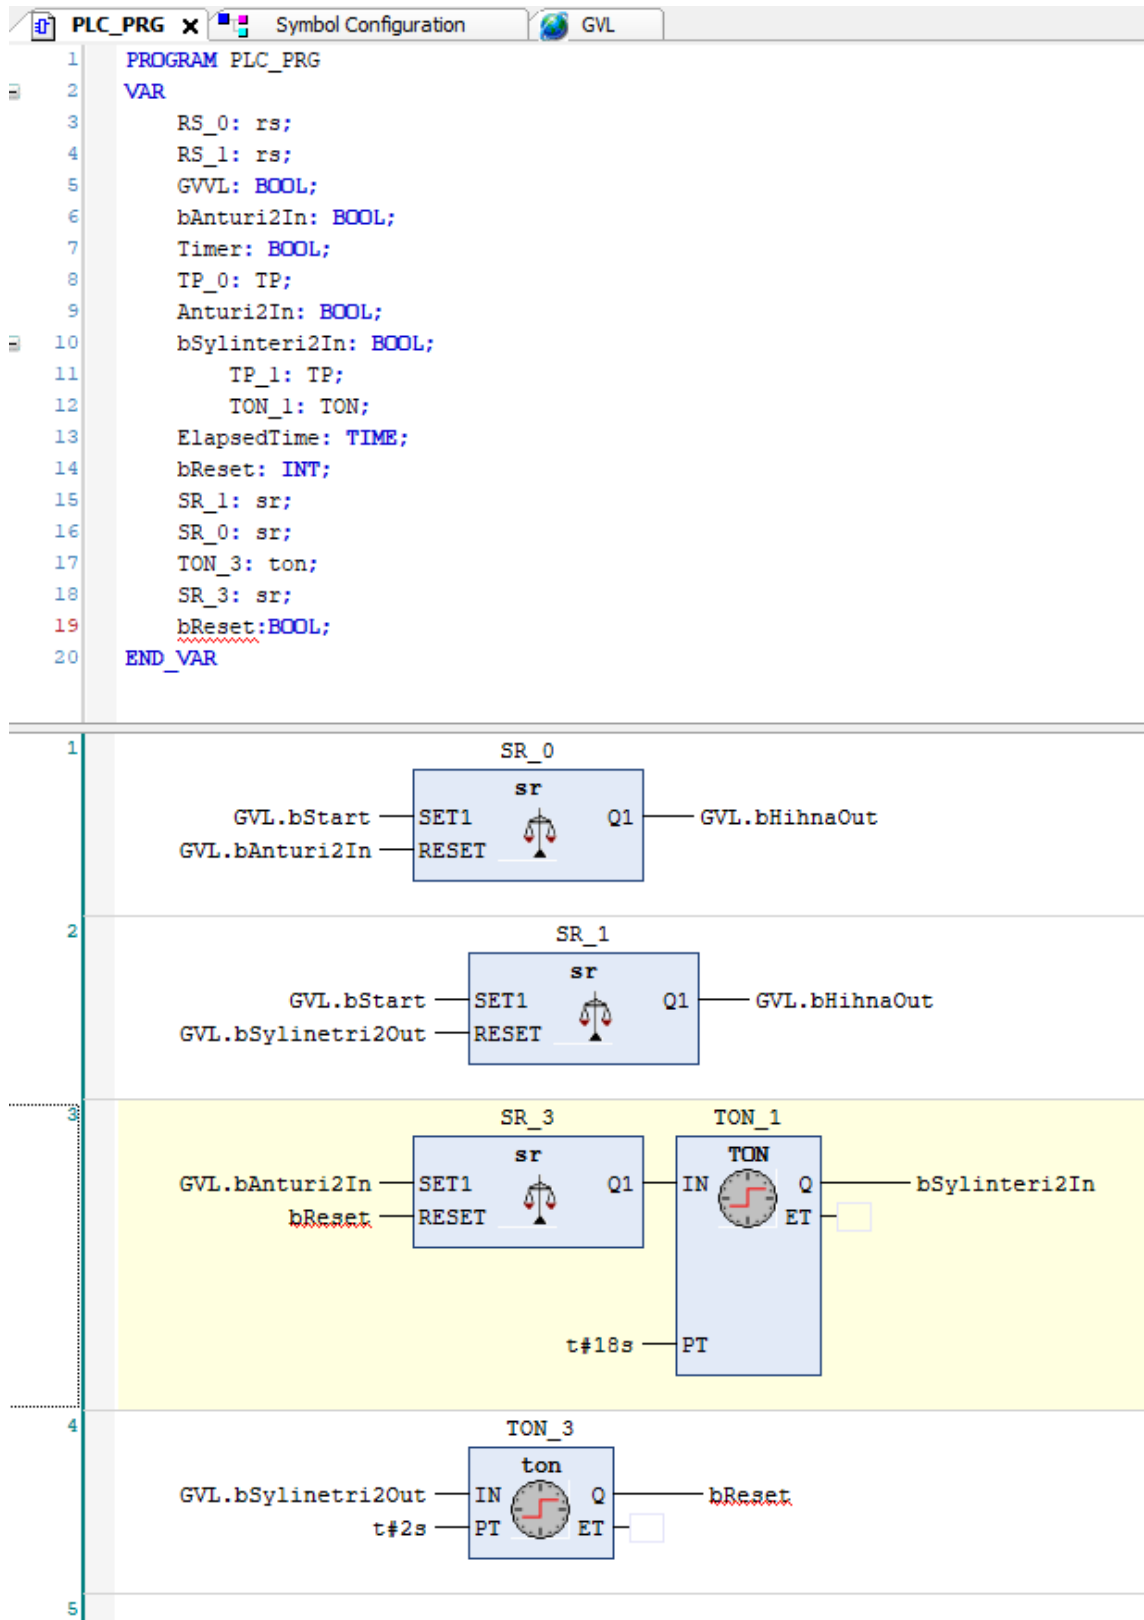 PLC_PRG X Symbol Configuration GVL
1 PROGRAM PLC_PRG
2 VAR
3 RS_0: rs;
4 RS_1: rs;
5 GVVL: BOOL;
6 bAnturi2In: BOOL;
7 Timer: BOOL;
8 TP_0: TP;
9 Anturi2In: BOOL;
10 bSylinteri2In: BOOL;
11 TP_1: TP;
12 TON_1: TON;
13 ElapsedTime: TIME;
14 bReset: INT;
15 SR_1: sr;
16 SR_0: sr;
17 TON_3: ton;
18 SR_3: sr;
19 bReset:BOOL;
20 END_VAR
1 SR_0
sr
GVL.bStart SET1 Q1 GVL.bHihnaOut
GVL.bAnturi2In RESET
2 SR_1
sr
GVL.bStart SET1 Q1 GVL.bHihnaOut
GVL.bSylinetri2Out RESET
3 SR_3 TON_1
sr TON
GVL.bAnturi2In SET1 Q1 IN Q bSylinteri2In
bReset RESET ET
t#18s PT
4 TON_3
ton
GVL.bSylinetri2Out IN Q bReset
t#2s PT ET
5